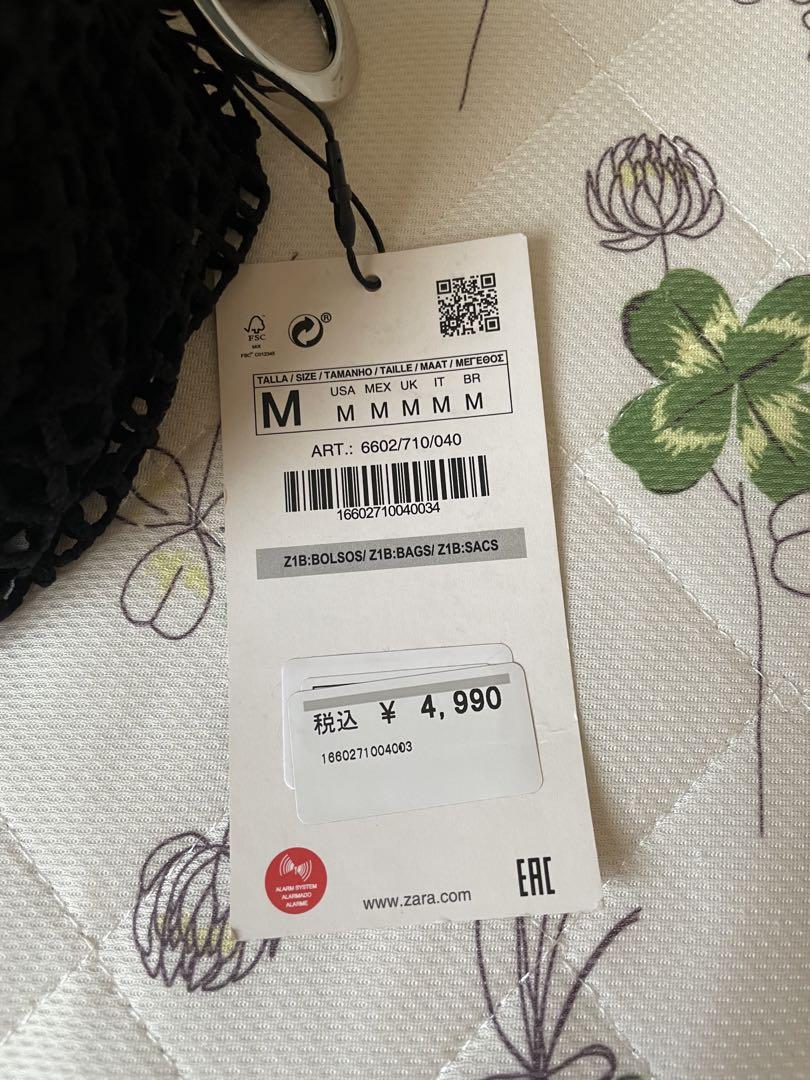 FSC
MIX
FSC® C012345
®
TALLA / SIZE / TAMANHO / TAILLE / MAAT / ΜΕΓΕΘΟΣ
M
USA MEX UK IT BR
M M M M M
ART.: 6602/710/040
16602710040034
Z1B:BOLSOS/ Z1B:BAGS/ Z1B:SACS
税込 ¥ 4,990
1660271004003
ALARM SYSTEM
ALARMADO
ALARME
www.zara.com
EAC